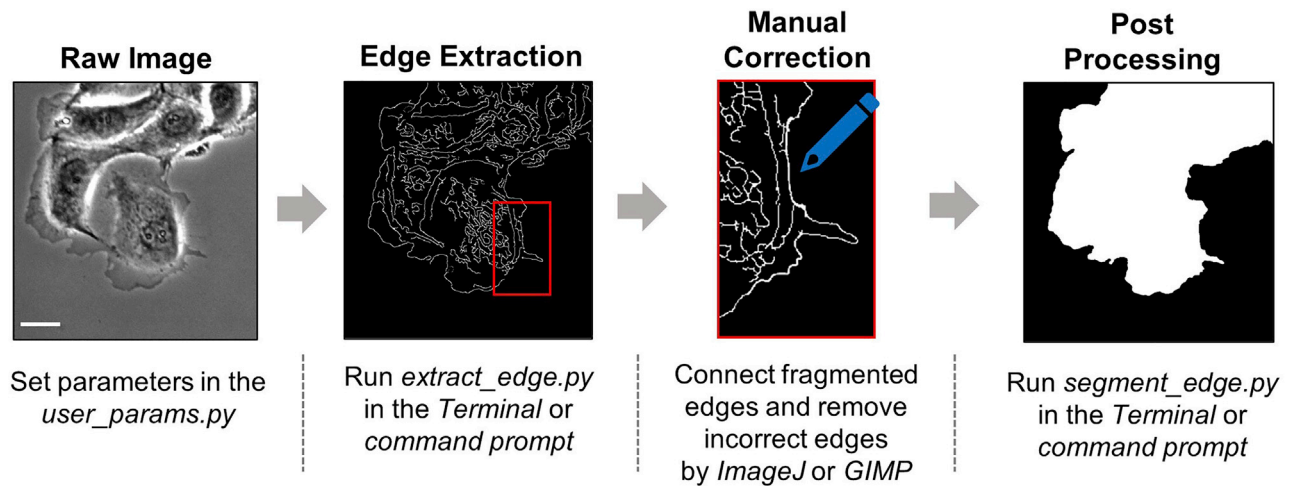 Raw Image
Edge Extraction
Manual
Correction
Post
Processing
Set parameters in the
user_params.py
Run extract_edge.py
in the Terminal or
command prompt
Connect fragmented
edges and remove
incorrect edges
by ImageJ or GIMP
Run segment_edge.py
in the Terminal or
command prompt